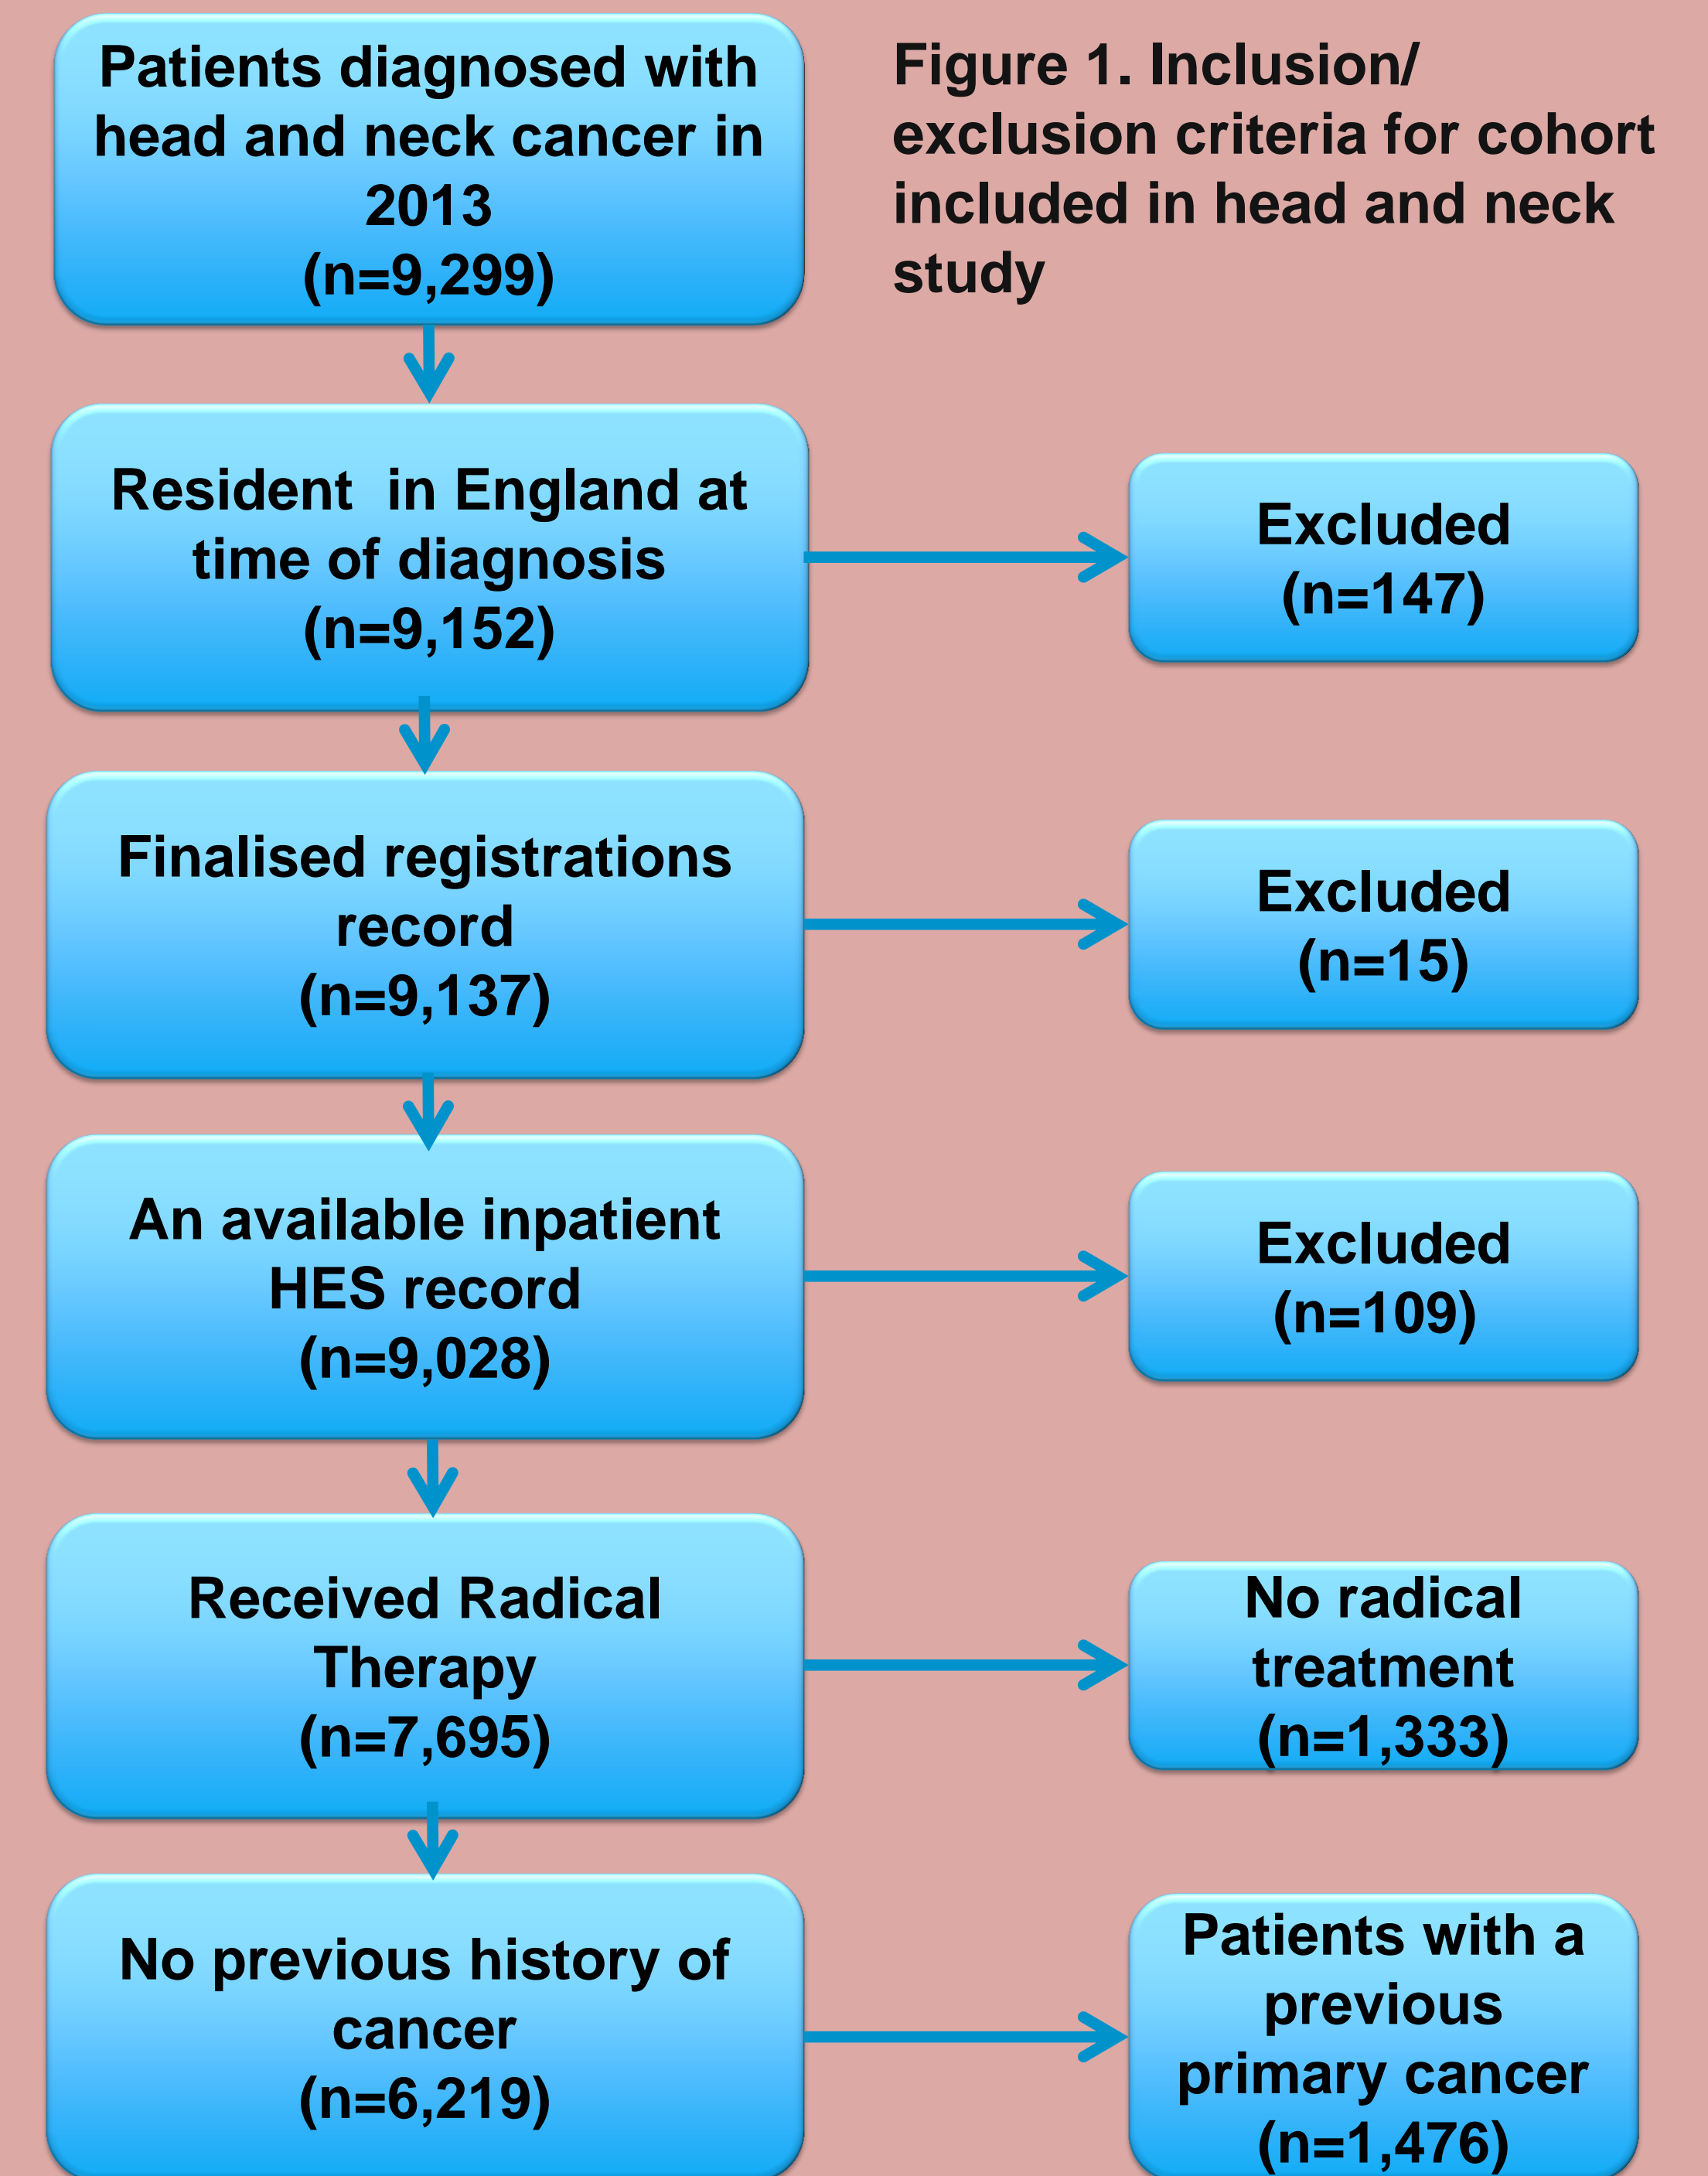 Patients diagnosed with
head and neck cancer in
2013
(n=9,299)
Figure 1. Inclusion/
exclusion criteria for cohort
included in head and neck
study
Resident  in England at
time of diagnosis
(n=9,152)
Excluded
(n=147)
Finalised registrations
record
(n=9,137)
Excluded
(n=15)
An available inpatient
HES record
(n=9,028)
Excluded
(n=109)
Received Radical
Therapy
(n=7,695)
No radical
treatment
(n=1,333)
No previous history of
cancer
(n=6,219)
Patients with a
previous
primary cancer
(n=1,476)